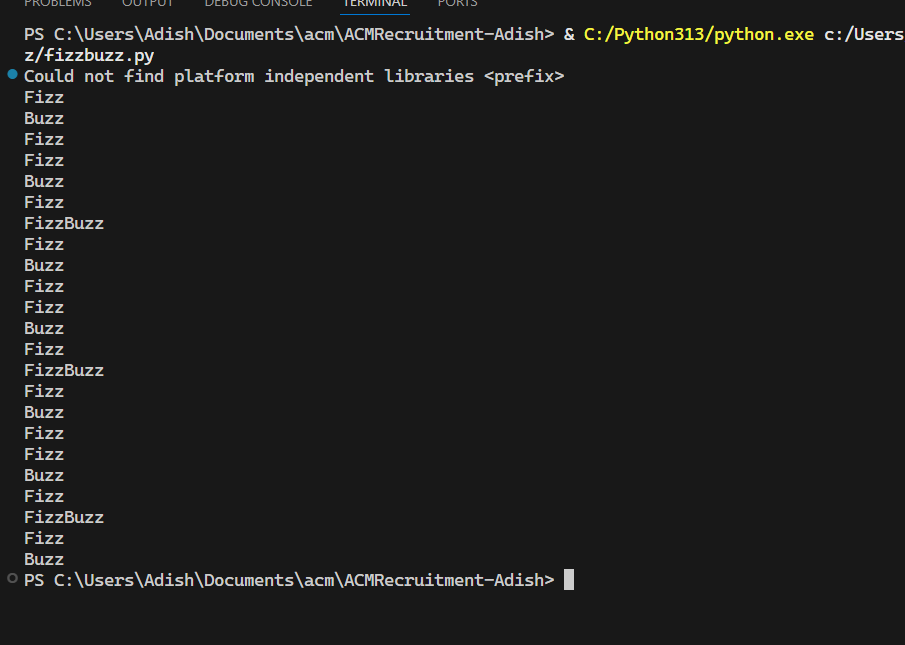 PROBLEMS OUTPUT DEBUG CONSOLE TERMINAL PORTS
PS C:\Users\Adish\Documents\acm\ACMRecruitment-Adish> & C:/Python313/python.exe c:/Users
z/fizzbuzz.py
Could not find platform independent libraries <prefix>
Fizz
Buzz
Fizz
Fizz
Buzz
Fizz
FizzBuzz
Fizz
Buzz
Fizz
Fizz
Buzz
Fizz
FizzBuzz
Fizz
Buzz
Fizz
Fizz
Buzz
Fizz
FizzBuzz
Fizz
Buzz
PS C:\Users\Adish\Documents\acm\ACMRecruitment-Adish>